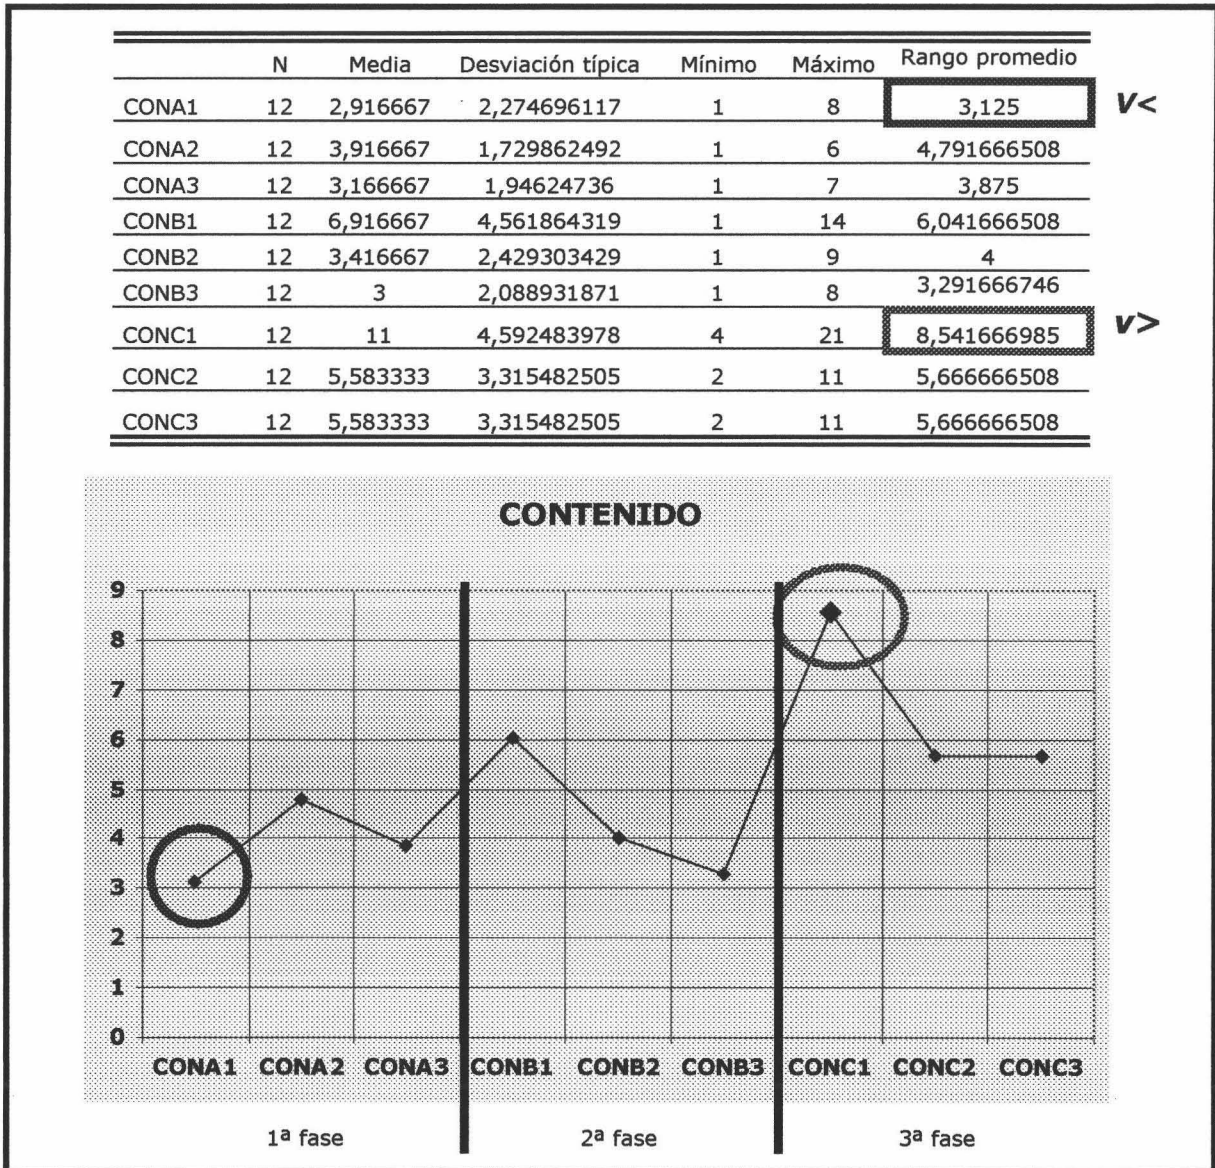 N Media Desviación típica Mínimo Máximo Rango promedio
CONA1 12 2,916667 2,274696117 1 8 3,125 V<
CONA2 12 3,916667 1,729862492 1 6 4,791666508
CONA3 12 3,166667 1,94624736 1 7 3,875
CONB1 12 6,916667 4,561864319 1 14 6,041666508
CONB2 12 3,416667 2,429303429 1 9 4
CONB3 12 3 2,088931871 1 8 3,291666746
CONC1 12 11 4,592483978 4 21 8,541666985 v>
CONC2 12 5,583333 3,315482505 2 11 5,666666508
CONC3 12 5,583333 3,315482505 2 11 5,666666508
CONTENIDO
9
8
7
6
5
4
3
2
1
0
CONA1 CONA2 CONA3 CONB1 CONB2 CONB3 CONC1 CONC2 CONC3
1ª fase 2ª fase 3ª fase